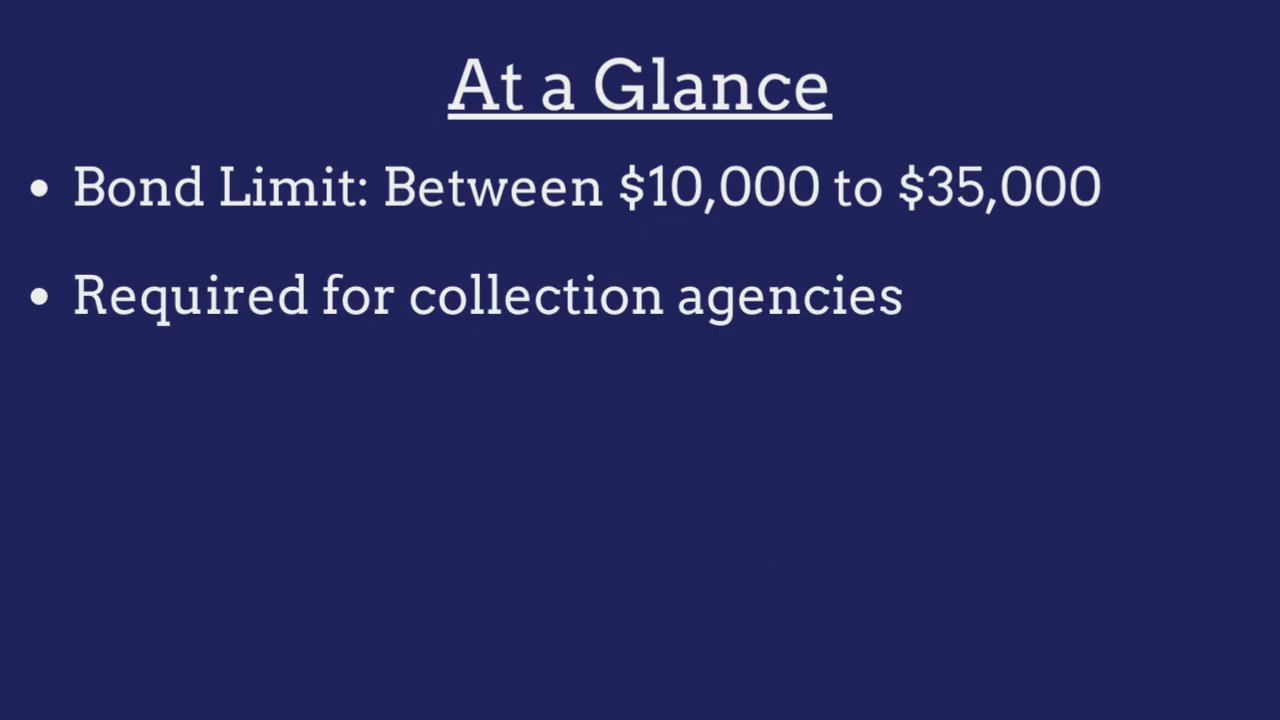 At a Glance
• Bond Limit: Between $10,000 to $35,000
• Required for collection agencies